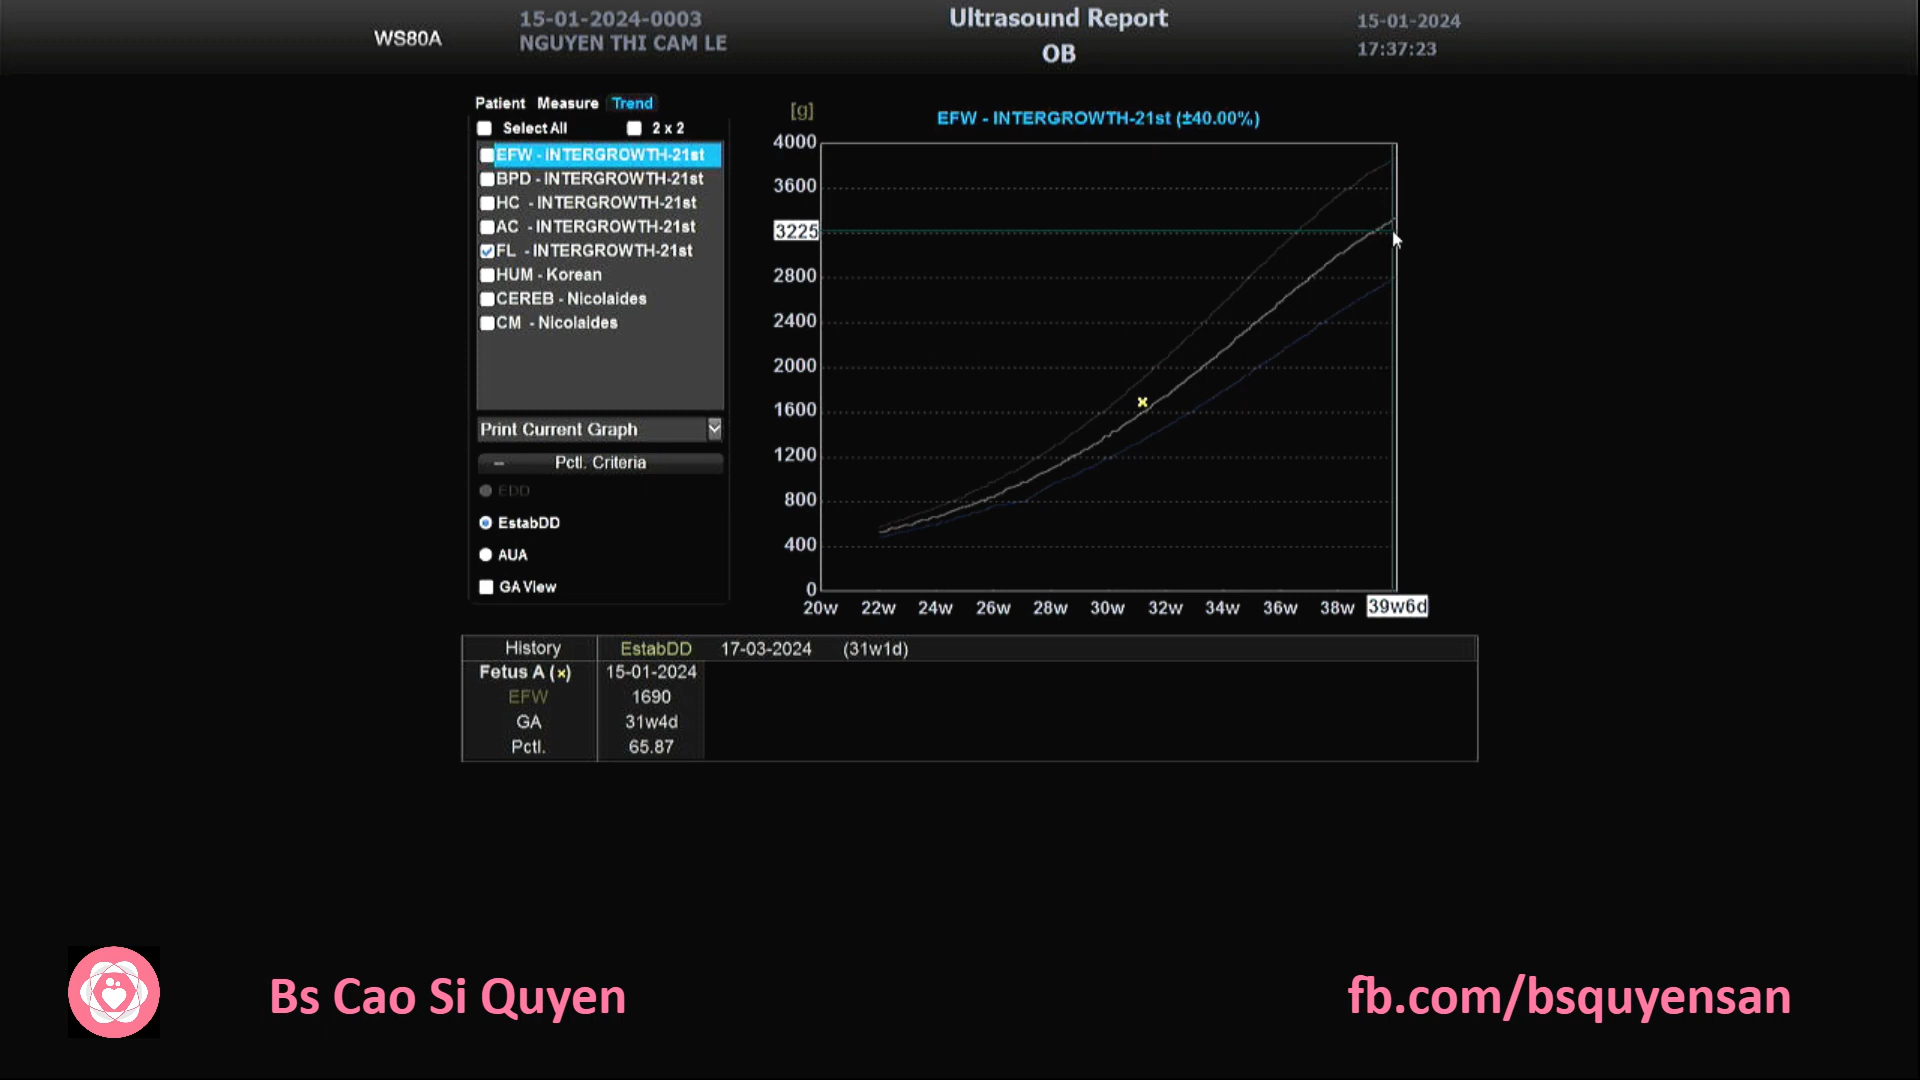 WS80A
15-01-2024-0003
NGUYEN THI CAM LE
Ultrasound Report
OB
15-01-2024
17:37:23
Patient Measure Trend
Select All 2 x 2
EFW - INTERGROWTH-21st
BPD - INTERGROWTH-21st
HC - INTERGROWTH-21st
AC - INTERGROWTH-21st
FL - INTERGROWTH-21st
HUM - Korean
CEREB - Nicolaides
CM - Nicolaides
Print Current Graph
– Pctl. Criteria
EDD
EstabDD
AUA
GA View
[g]
EFW - INTERGROWTH-21st (±40.00%)
4000
3600
3225
2800
2400
2000
1600
1200
800
400
0
20w 22w 24w 26w 28w 30w 32w 34w 36w 38w 39w6d
History EstabDD 17-03-2024 (31w1d)
Fetus A (×) 15-01-2024
EFW 1690
GA 31w4d
Pctl. 65.87
Bs Cao Si Quyen
fb.com/bsquyensan